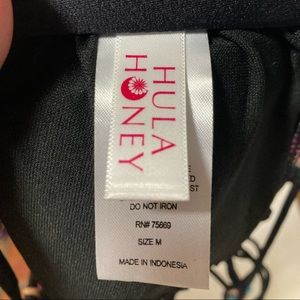 HULA
HONEY
DO NOT IRON
RN# 75669
SIZE M
MADE IN INDONESIA